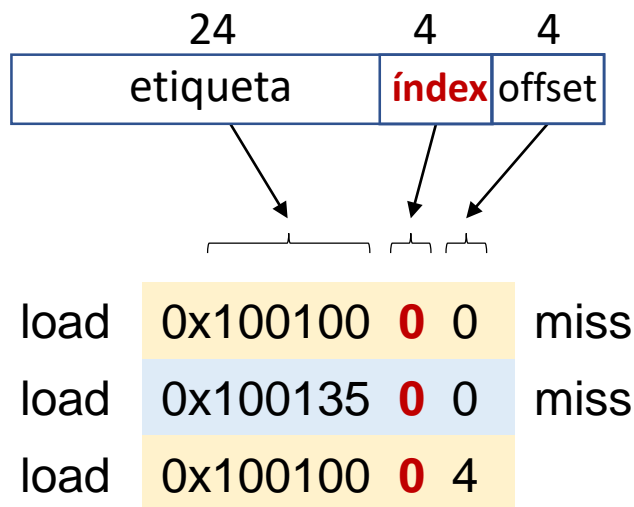 24 4 4
etiqueta índex offset
load 0x100100 0 0 miss
load 0x100135 0 0 miss
load 0x100100 0 4